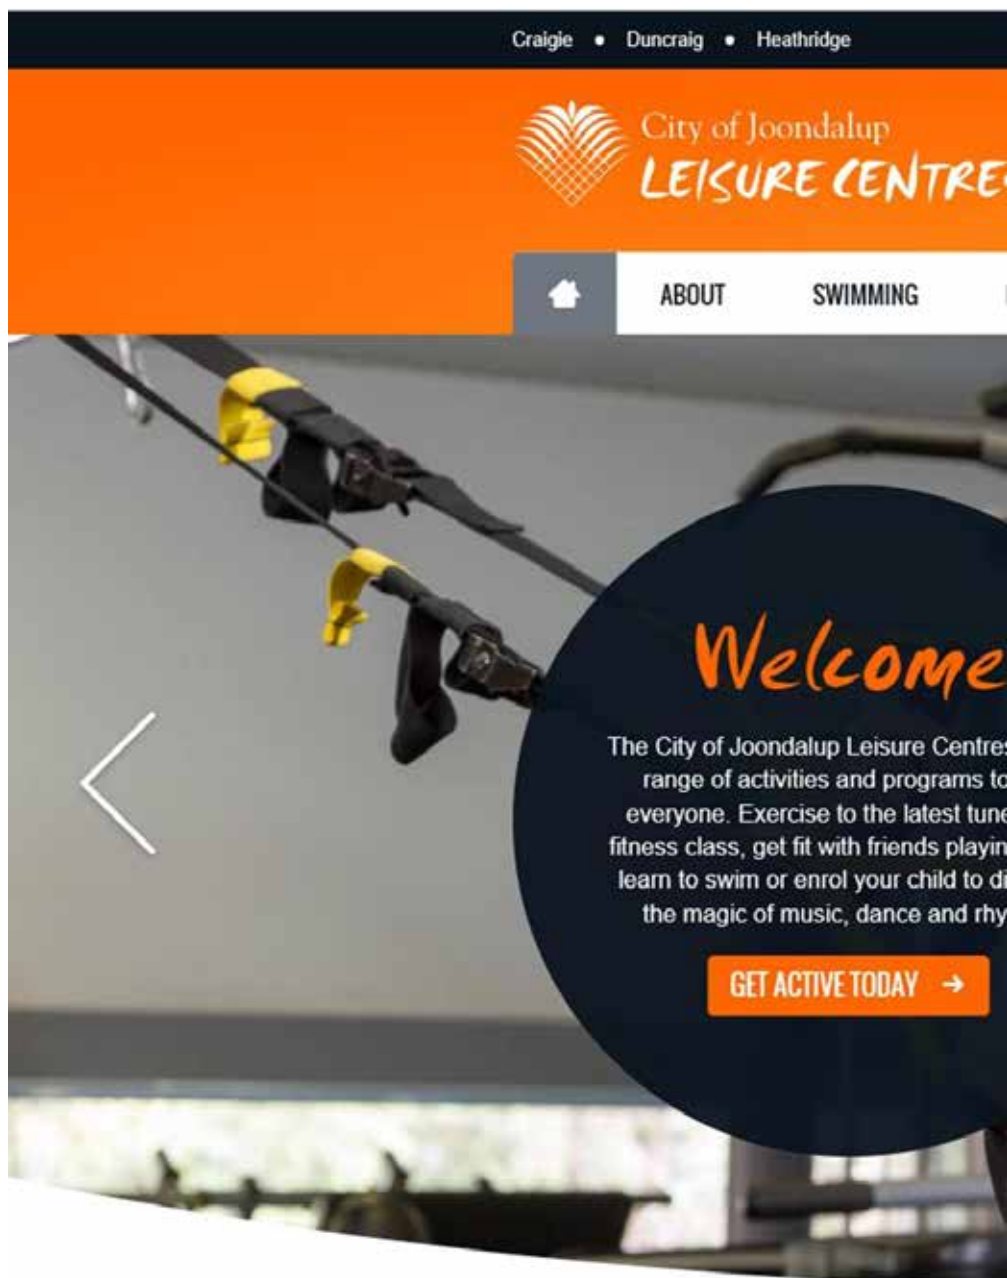 Craigie • Duncraig • Heathridge
City of Joondalup
LEISURE CENTRES
ABOUT SWIMMING
Welcome
The City of Joondalup Leisure Centres
range of activities and programs to
everyone. Exercise to the latest tune
fitness class, get fit with friends playin
learn to swim or enrol your child to di
the magic of music, dance and rhy
GET ACTIVE TODAY →